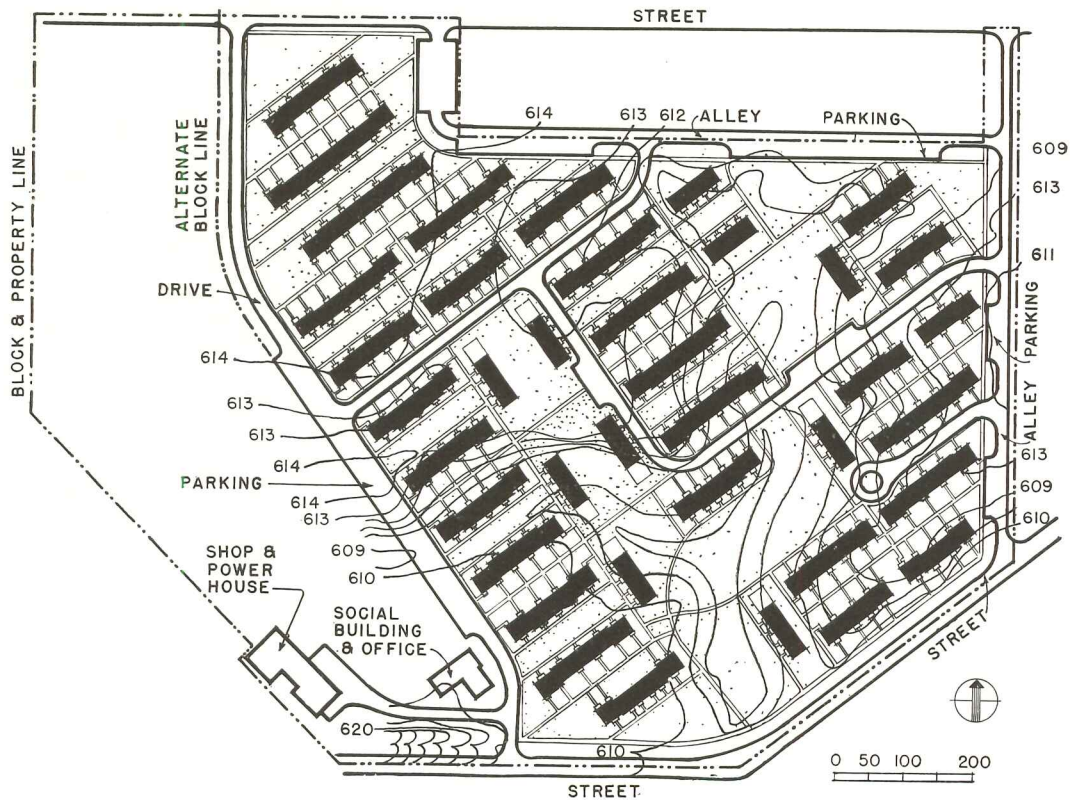 STREET
614
613
612
ALLEY
PARKING
609
613
BLOCK & PROPERTY LINE
ALTERNATE
BLOCK LINE
611
DRIVE
PARKING
ALLEY
614
613
613
614
PARKING
614
613
609
610
613
609
610
SHOP &
POWER
HOUSE
SOCIAL
BUILDING
& OFFICE
STREET
620
610
STREET
0 50 100 200